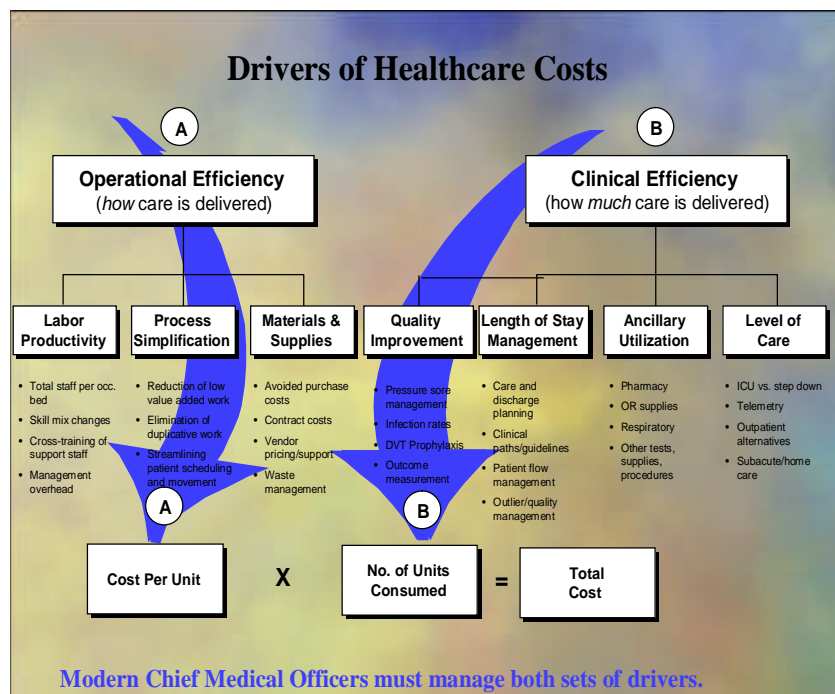 Drivers of Healthcare Costs
A
B
Operational Efficiency
(how care is delivered)
Clinical Efficiency
(how much care is delivered)
Labor
Productivity
Process
Simplification
Materials &
Supplies
Quality
Improvement
Length of Stay
Management
Ancillary
Utilization
Level of
Care
• Total staff per occ.
bed
• Skill mix changes
• Cross-training of
support staff
• Management
overhead
• Reduction of low
value added work
• Elimination of
duplicative work
• Streamlining
patient scheduling
and movement
• Avoided purchase
costs
• Contract costs
• Vendor
pricing/support
• Waste
management
• Pressure sore
management
• Infection rates
• DVT Prophylaxis
• Outcome
measurement
• Care and
discharge
planning
• Clinical
paths/guidelines
• Patient flow
management
• Outlier/quality
management
• Pharmacy
• OR supplies
• Respiratory
• Other tests,
supplies,
procedures
• ICU vs. step down
• Telemetry
• Outpatient
alternatives
• Subacute/home
care
A
B
Cost Per Unit
X
No. of Units
Consumed
=
Total
Cost
Modern Chief Medical Officers must manage both sets of drivers.